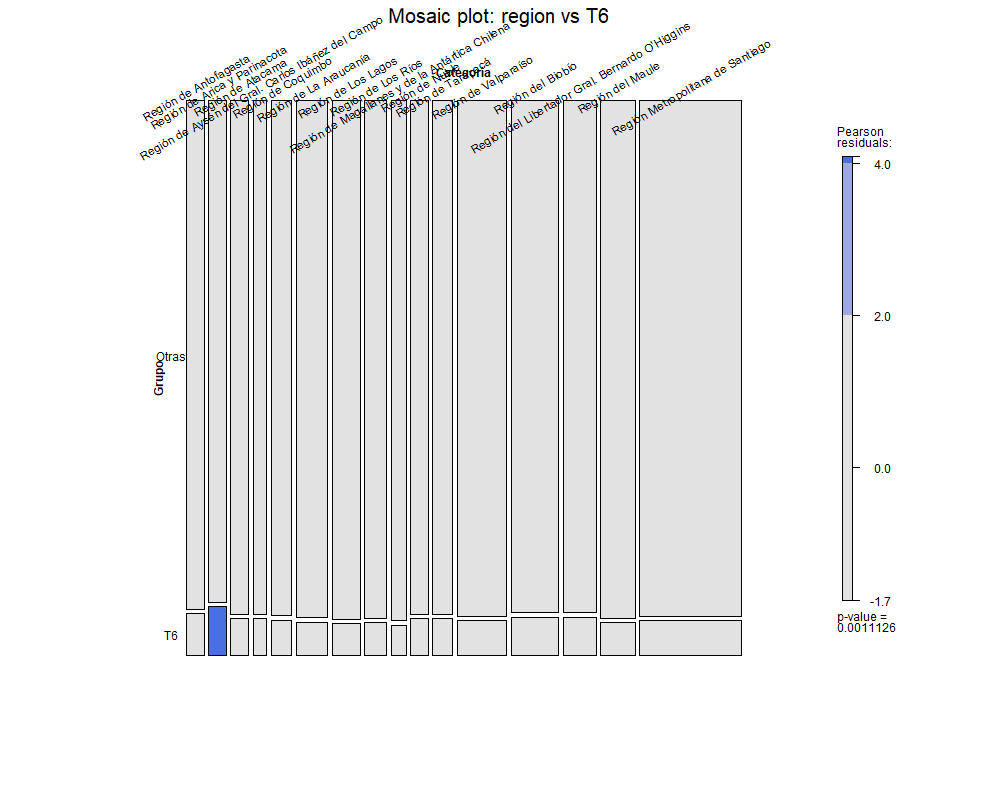 Mosaic plot: region vs T6
Categoria
Región de Antofagasta
Región de Arica y Parinacota
Región de Atacama
Región de Aysén del Gral. Carlos Ibáñez del Campo
Región de Coquimbo
Región de La Araucanía
Región de Los Lagos
Región de Los Ríos
Región de Magallanes y de la Antártica Chilena
Región de Ñuble
Región de Tarapacá
Región de Valparaíso
Región del Biobío
Región del Libertador Gral. Bernardo O'Higgins
Región del Maule
Región Metropolitana de Santiago
Grupo
Otras
T6
Pearson
residuals:
4.0
2.0
0.0
-1.7
p-value =
0.0011126